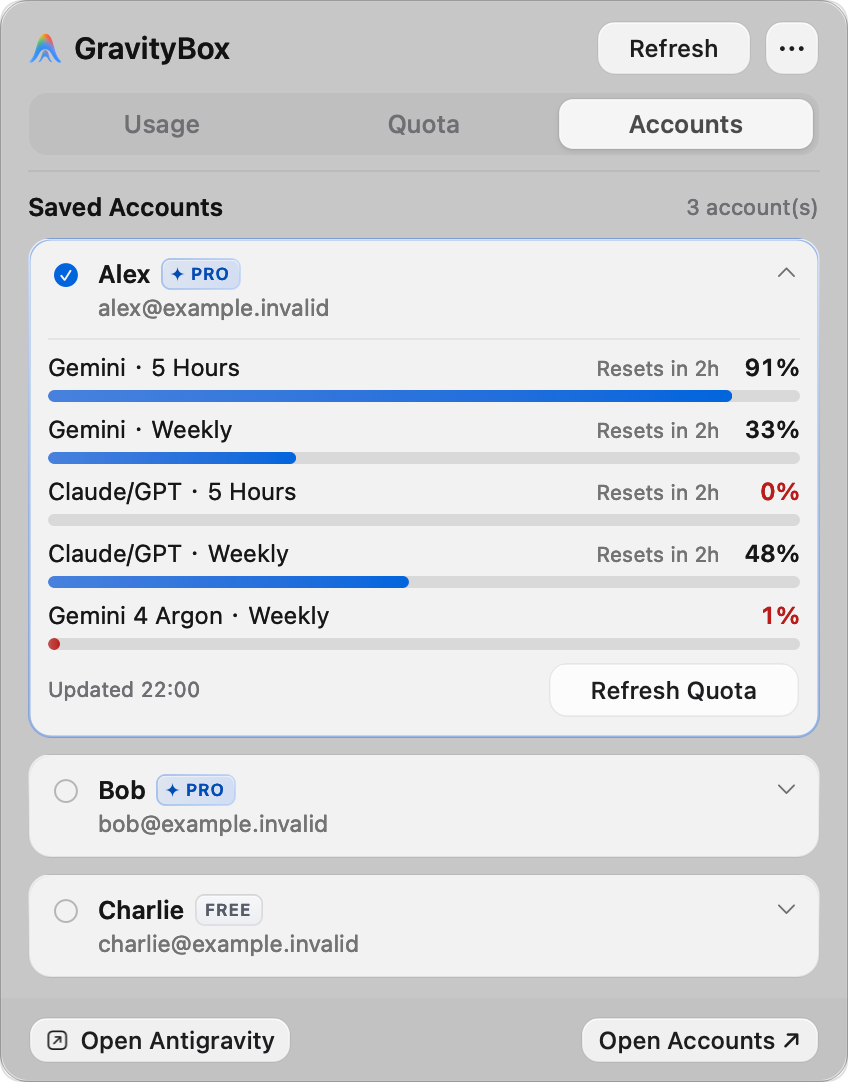 GravityBox
Refresh
Usage
Quota
Accounts
Saved Accounts
3 account(s)
Alex
PRO
alex@example.invalid
Gemini · 5 Hours
Resets in 2h
91%
Gemini · Weekly
Resets in 2h
33%
Claude/GPT · 5 Hours
Resets in 2h
0%
Claude/GPT · Weekly
Resets in 2h
48%
Gemini 4 Argon · Weekly
1%
Updated 22:00
Refresh Quota
Bob
PRO
bob@example.invalid
Charlie
FREE
charlie@example.invalid
Open Antigravity
Open Accounts